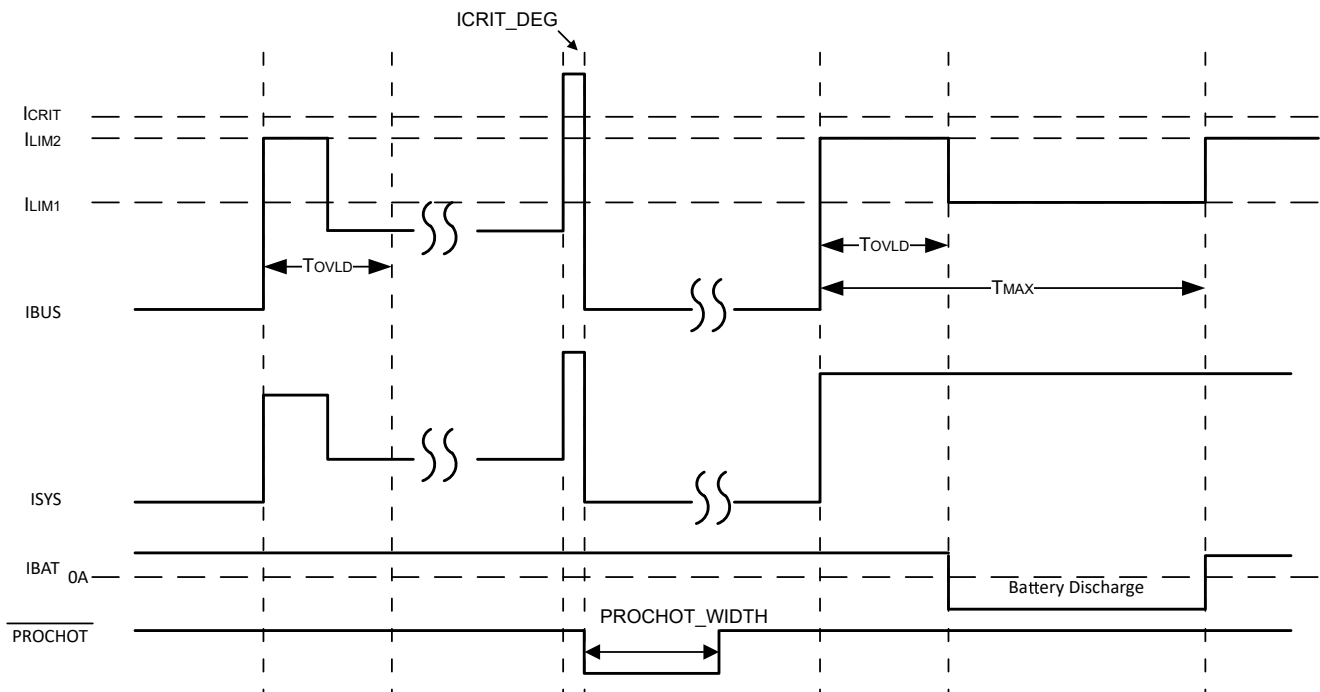 ICRIT_DEG
ICRIT
ILIM2
ILIM1
TOVLD
TOVLD
TMAX
IBUS
ISYS
IBAT 0A
Battery Discharge
PROCHOT_WIDTH
PROCHOT